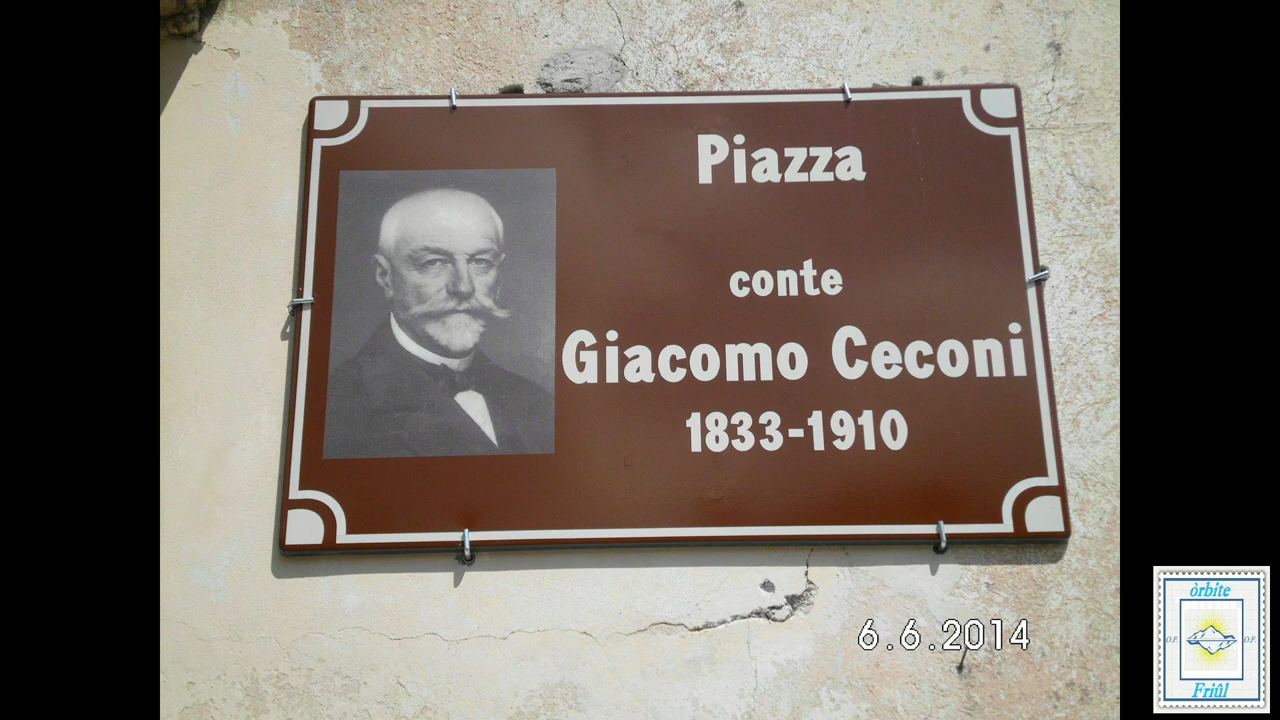 Piazza
conte
Giacomo Ceconi
1833-1910
6.6.2014
òrbite
O.F. O.F.
Friûl